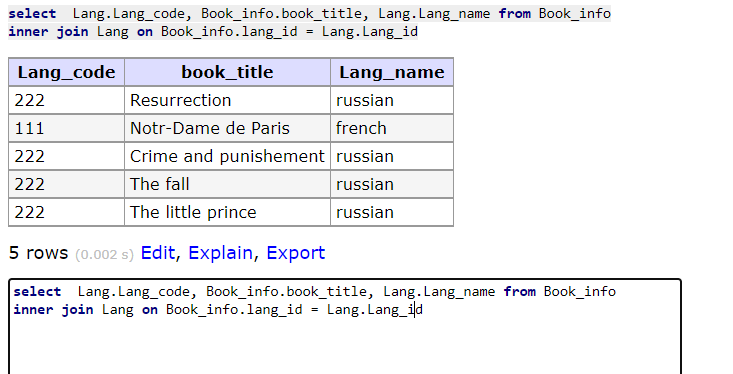 select  Lang.Lang_code, Book_info.book_title, Lang.Lang_name from Book_info
inner join Lang on Book_info.lang_id = Lang.Lang_id
Lang_code book_title Lang_name
222 Resurrection russian
111 Notr-Dame de Paris french
222 Crime and punishement russian
222 The fall russian
222 The little prince russian
5 rows (0.002 s) Edit, Explain, Export
select  Lang.Lang_code, Book_info.book_title, Lang.Lang_name from Book_info
inner join Lang on Book_info.lang_id = Lang.Lang_id